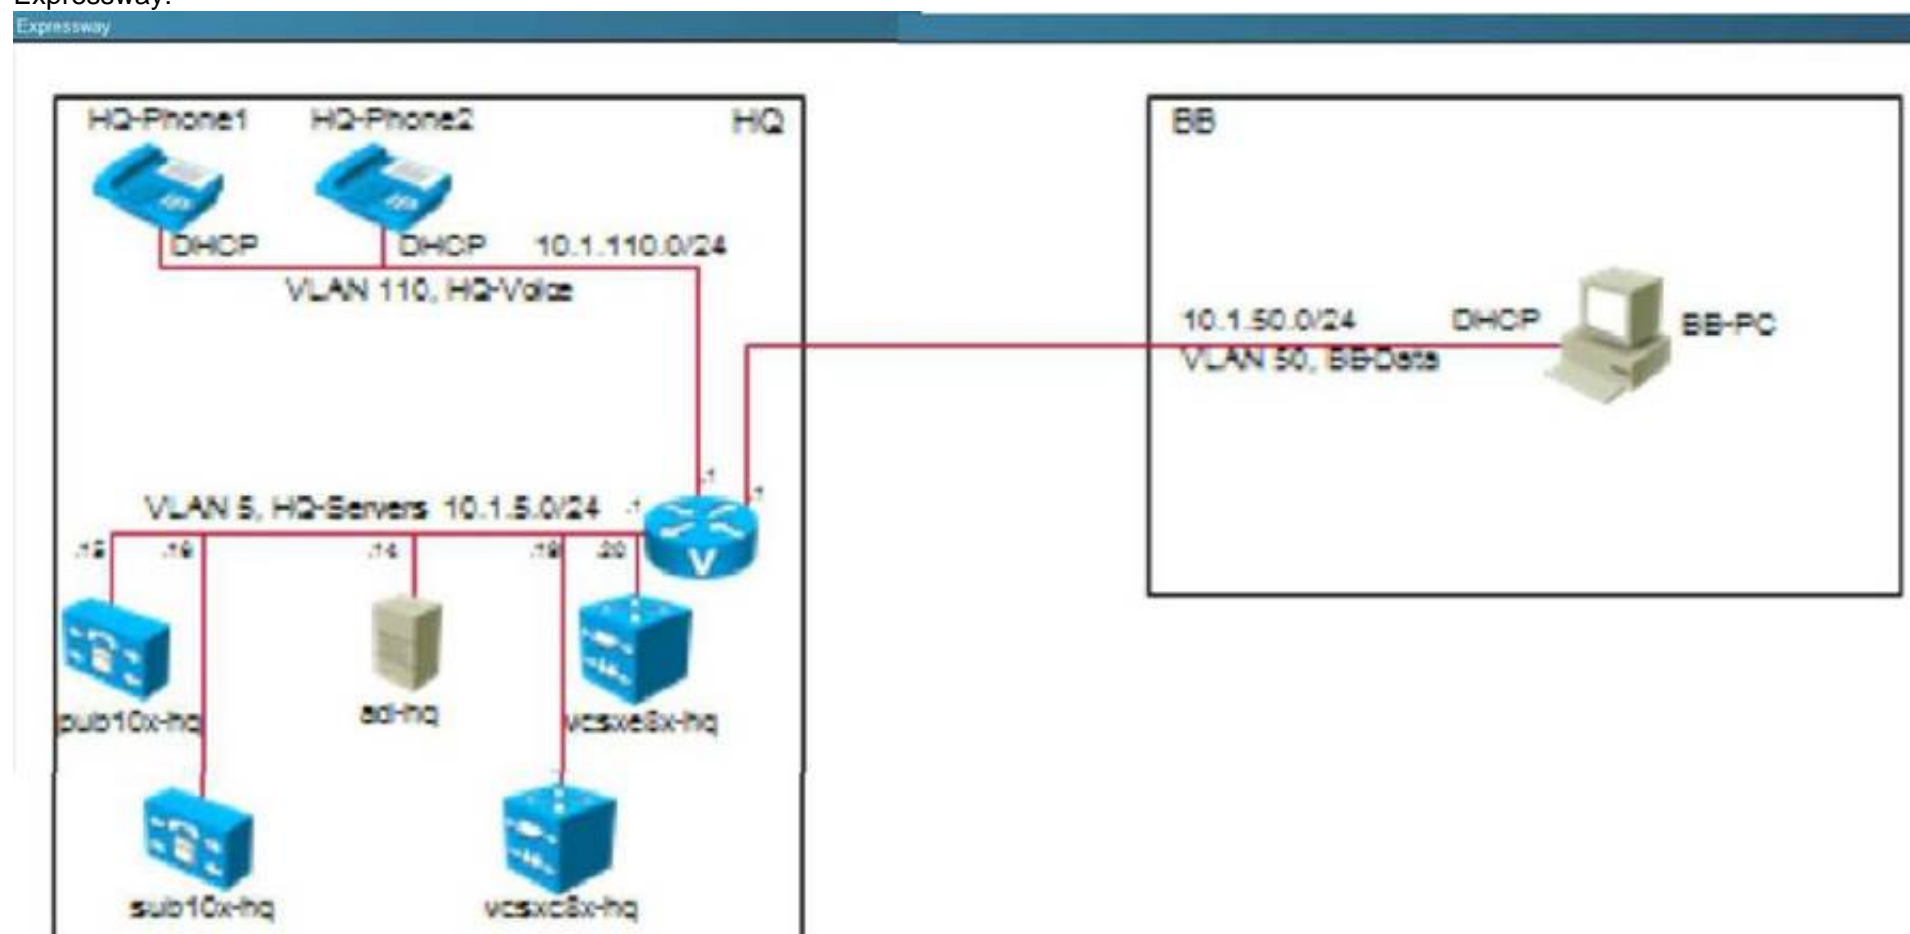 Expressway:
Expressway
HQ-Phone1 HQ-Phone2 HQ
DHCP DHCP 10.1.110.0/24
VLAN 110, HQ-Voice
BB
10.1.50.0/24 DHCP BB-PC
VLAN 50, BB-Data
.1
.1
VLAN 5, HQ-Servers 10.1.5.0/24 .1
.14 .20
V
pub10x-hq ad-hq vcsxe8x-hq
sub10x-hq vcsxc8x-hq